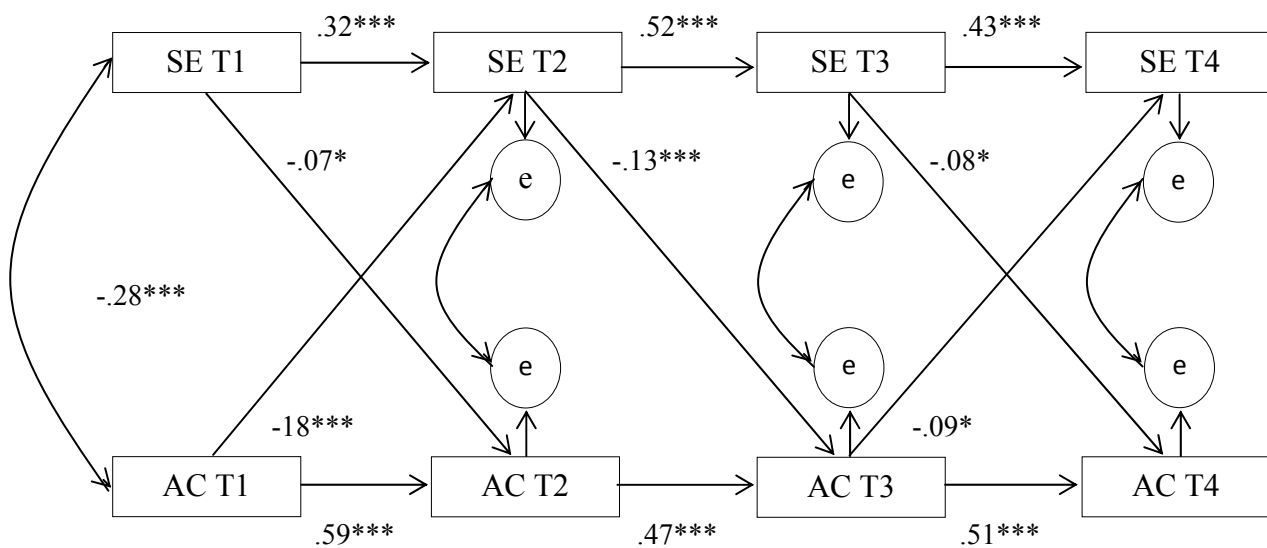 .32***
.52***
.43***
SE T1
SE T2
SE T3
SE T4
-.07*
e
-.13***
e
-.08*
e
-.28***
e
e
e
-18***
-.09*
AC T1
AC T2
AC T3
AC T4
.59***
.47***
.51***